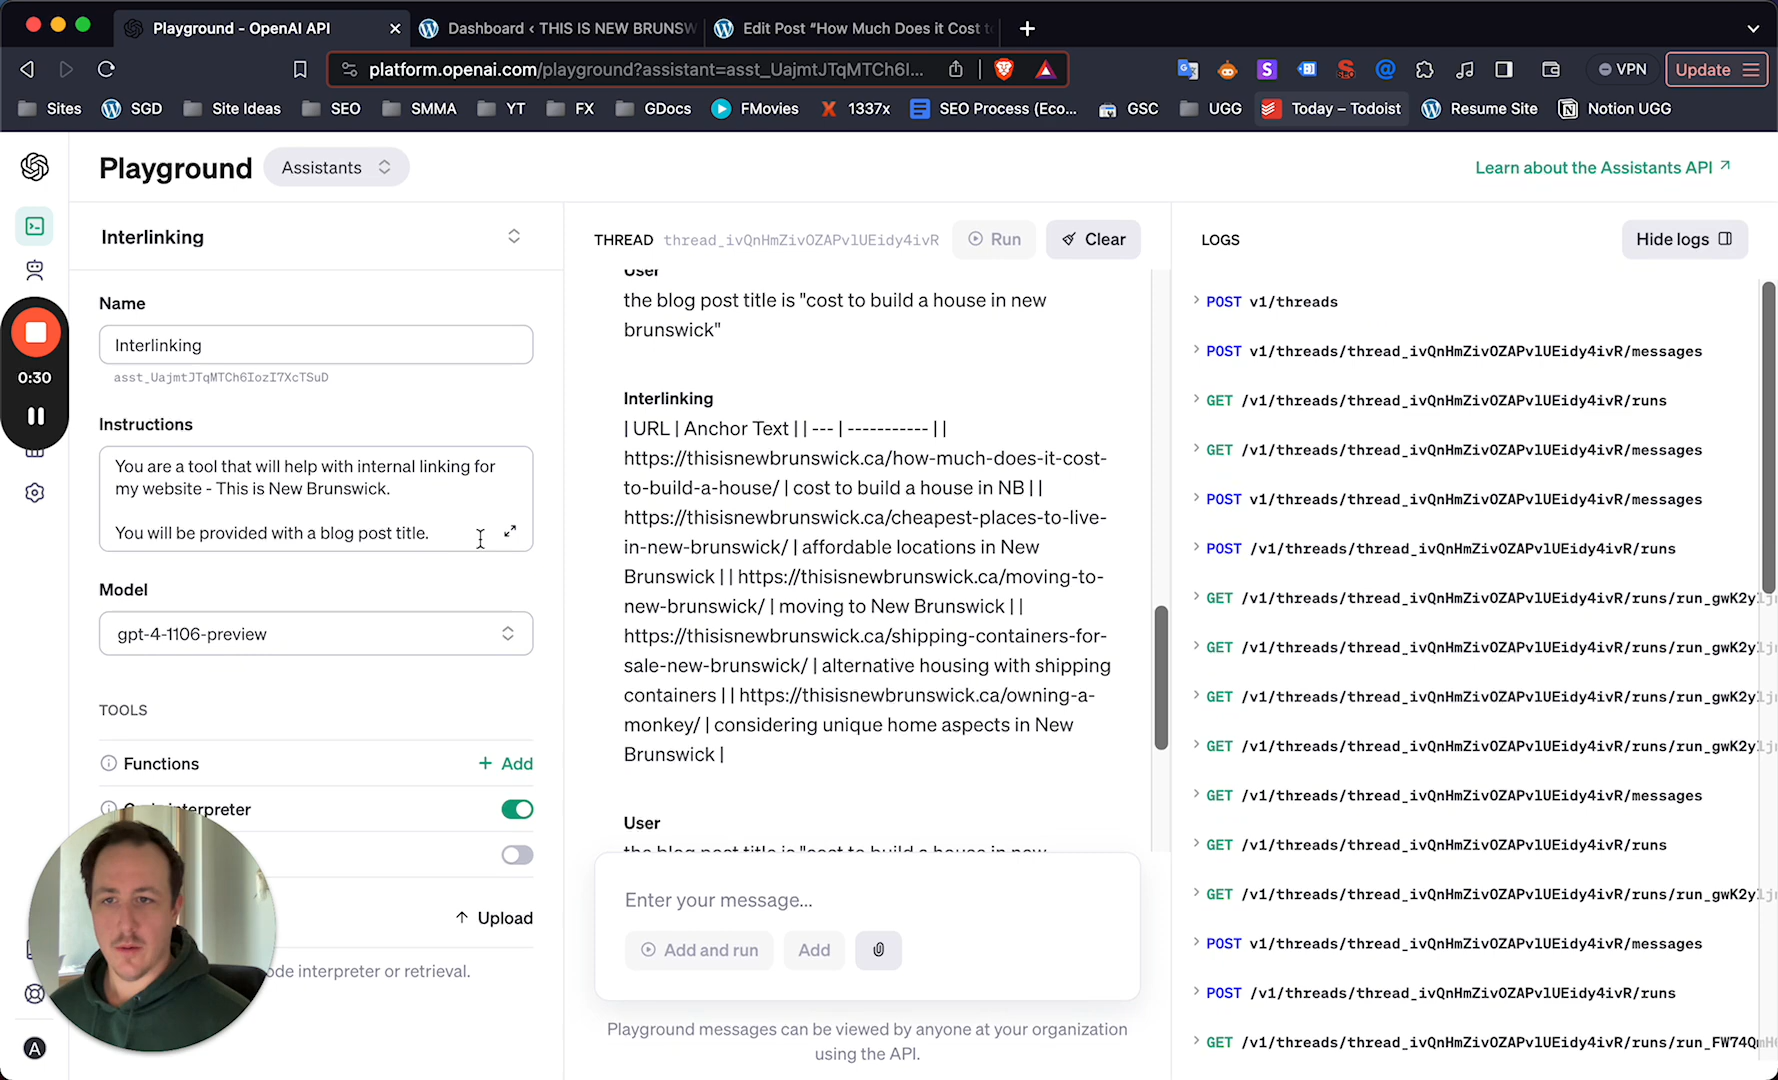 Playground - OpenAI API
Dashboard ‹ THIS IS NEW BRUNSW
Edit Post “How Much Does it Cost t
platform.openai.com/playground?assistant=asst_UajmtJTqMTCh6I...
VPN
Update
Sites
SGD
Site Ideas
SEO
SMMA
YT
FX
GDocs
FMovies
1337x
SEO Process (Eco...
GSC
UGG
Today – Todoist
Resume Site
Notion UGG
Playground
Assistants
Learn about the Assistants API
Interlinking
Name
Interlinking
asst_UajmtJTqMTCh6IozI7XcTSuD
0:30
Instructions
You are a tool that will help with internal linking for
my website - This is New Brunswick.
You will be provided with a blog post title.
Model
gpt-4-1106-preview
TOOLS
Functions
+ Add
interpreter
Upload
ode interpreter or retrieval.
A
THREAD thread_ivQnHmZivOZAPvlUEidy4ivR
Run
Clear
User
the blog post title is "cost to build a house in new
brunswick"
Interlinking
| URL | Anchor Text | | --- | ----------- | |
https://thisisnewbrunswick.ca/how-much-does-it-cost-
to-build-a-house/ | cost to build a house in NB | |
https://thisisnewbrunswick.ca/cheapest-places-to-live-
in-new-brunswick/ | affordable locations in New
Brunswick | | https://thisisnewbrunswick.ca/moving-to-
new-brunswick/ | moving to New Brunswick | |
https://thisisnewbrunswick.ca/shipping-containers-for-
sale-new-brunswick/ | alternative housing with shipping
containers | | https://thisisnewbrunswick.ca/owning-a-
monkey/ | considering unique home aspects in New
Brunswick |
User
the blog post title is "cost to build a house in new
Enter your message...
Add and run
Add
Playground messages can be viewed by anyone at your organization
using the API.
LOGS
Hide logs
POST v1/threads
POST v1/threads/thread_ivQnHmZivOZAPvlUEidy4ivR/messages
GET /v1/threads/thread_ivQnHmZivOZAPvlUEidy4ivR/runs
GET /v1/threads/thread_ivQnHmZivOZAPvlUEidy4ivR/messages
POST v1/threads/thread_ivQnHmZivOZAPvlUEidy4ivR/messages
POST /v1/threads/thread_ivQnHmZivOZAPvlUEidy4ivR/runs
GET /v1/threads/thread_ivQnHmZivOZAPvlUEidy4ivR/runs/run_gwK2y
GET /v1/threads/thread_ivQnHmZivOZAPvlUEidy4ivR/runs/run_gwK2y
GET /v1/threads/thread_ivQnHmZivOZAPvlUEidy4ivR/runs/run_gwK2y
GET /v1/threads/thread_ivQnHmZivOZAPvlUEidy4ivR/runs/run_gwK2y
GET /v1/threads/thread_ivQnHmZivOZAPvlUEidy4ivR/messages
GET /v1/threads/thread_ivQnHmZivOZAPvlUEidy4ivR/runs
GET /v1/threads/thread_ivQnHmZivOZAPvlUEidy4ivR/runs/run_gwK2y
POST v1/threads/thread_ivQnHmZivOZAPvlUEidy4ivR/messages
POST /v1/threads/thread_ivQnHmZivOZAPvlUEidy4ivR/runs
GET /v1/threads/thread_ivQnHmZivOZAPvlUEidy4ivR/runs/run_FW74Qm